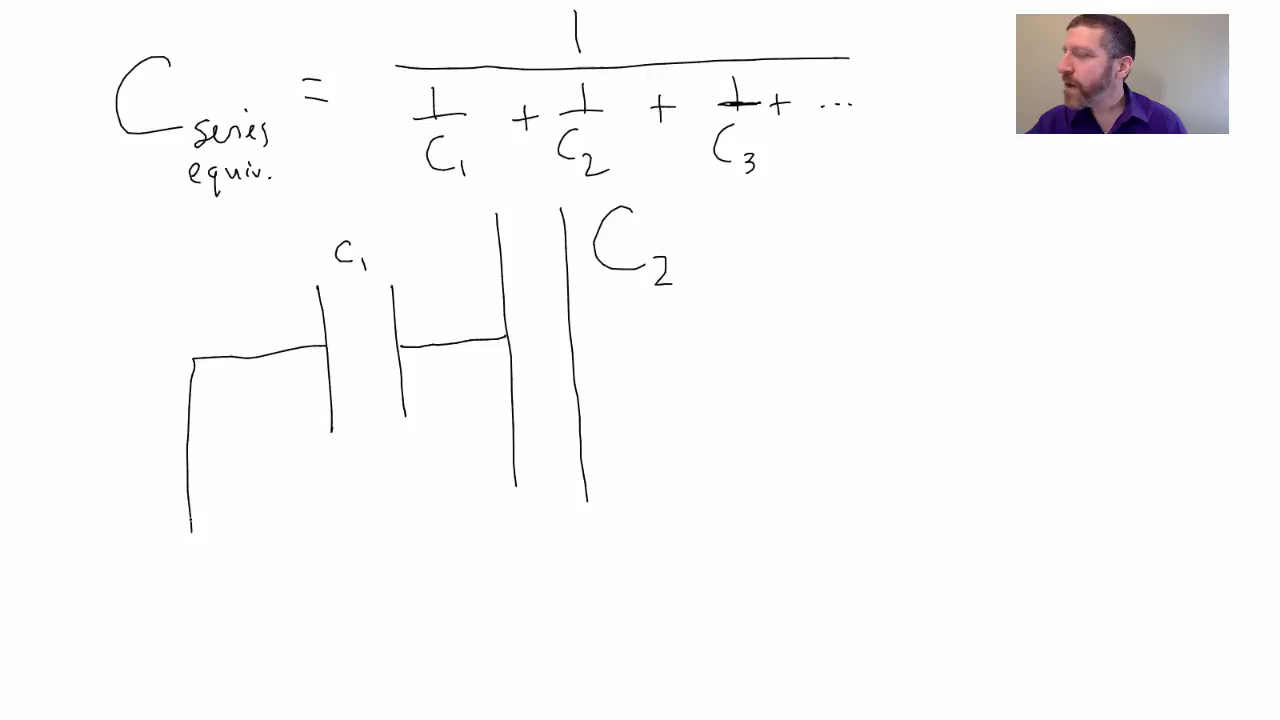 C series equiv. = 1 / (1/C₁ + 1/C₂ + 1/C₃ + ...)
C₁
C₂